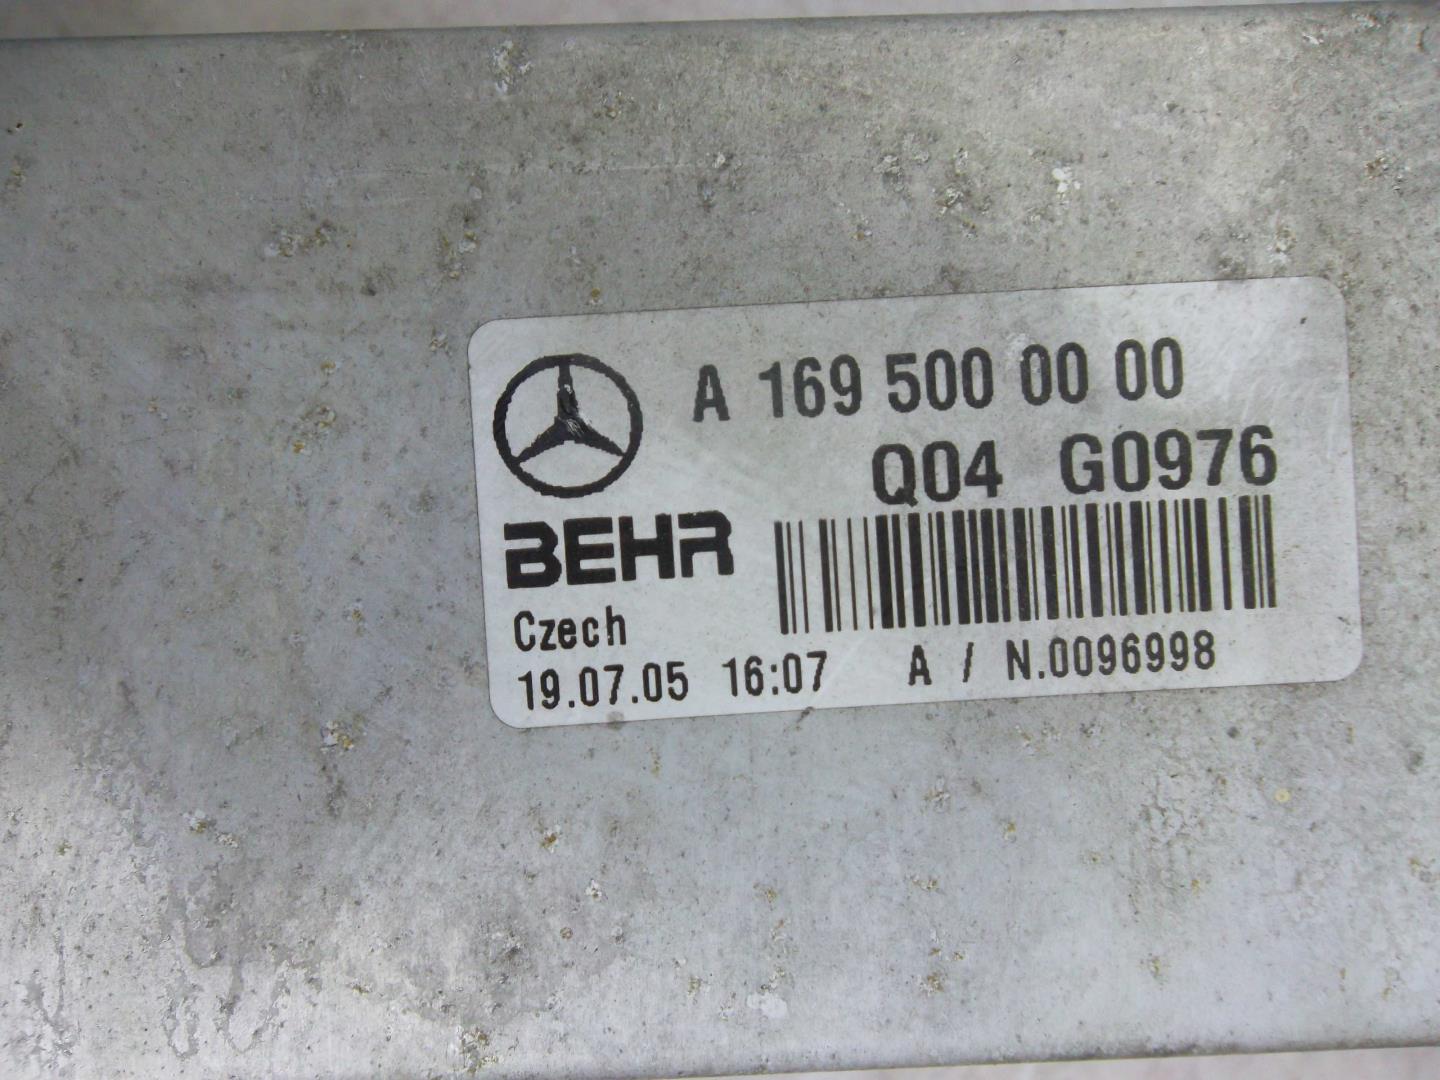 A 169 500 00 00
Q04 G0976
BEHR
Czech
19.07.05 16:07 A / N.0096998